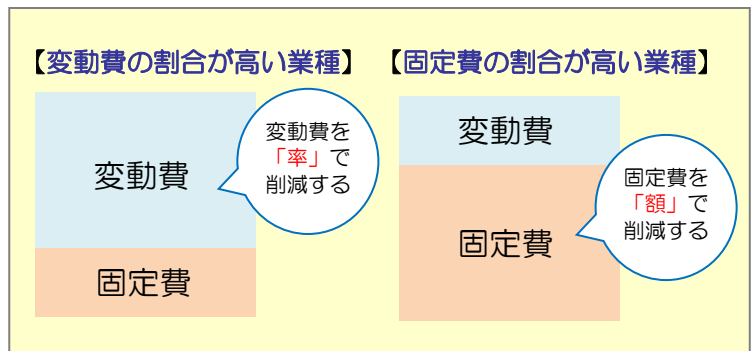 【変動費の割合が高い業種】
変動費
変動費を
「率」で
削減する
固定費
【固定費の割合が高い業種】
変動費
固定費
固定費を
「額」で
削減する